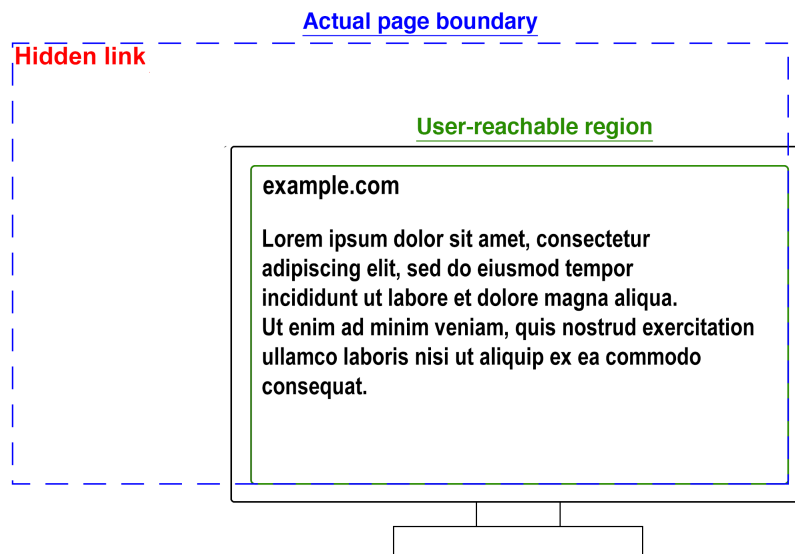 Actual page boundary
Hidden link
User-reachable region
example.com
Lorem ipsum dolor sit amet, consectetur
adipiscing elit, sed do eiusmod tempor
incididunt ut labore et dolore magna aliqua.
Ut enim ad minim veniam, quis nostrud exercitation
ullamco laboris nisi ut aliquip ex ea commodo
consequat.